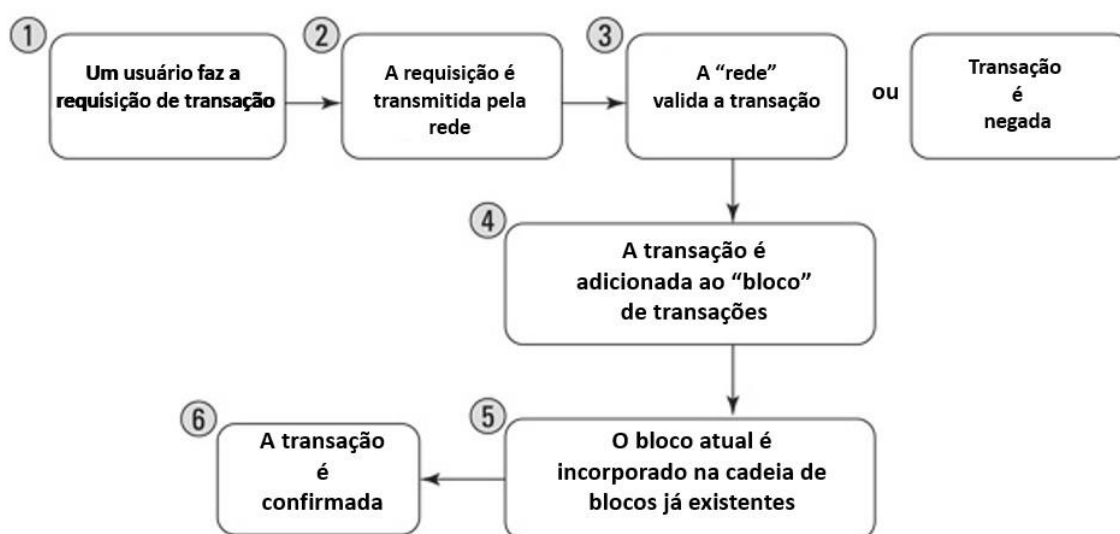 1
Um usuário faz a
requisição de transação
2
A requisição é
transmitida pela
rede
3
A “rede”
valida a transação
ou
Transação
é
negada
4
A transação é
adicionada ao “bloco”
de transações
5
O bloco atual é
incorporado na cadeia de
blocos já existentes
6
A transação
é
confirmada